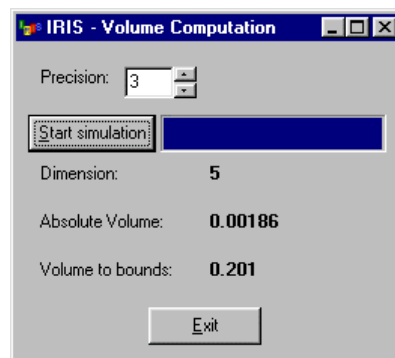 IRIS - Volume Computation
Precision: 3
Start simulation
Dimension: 5
Absolute Volume: 0.00186
Volume to bounds: 0.201
Exit